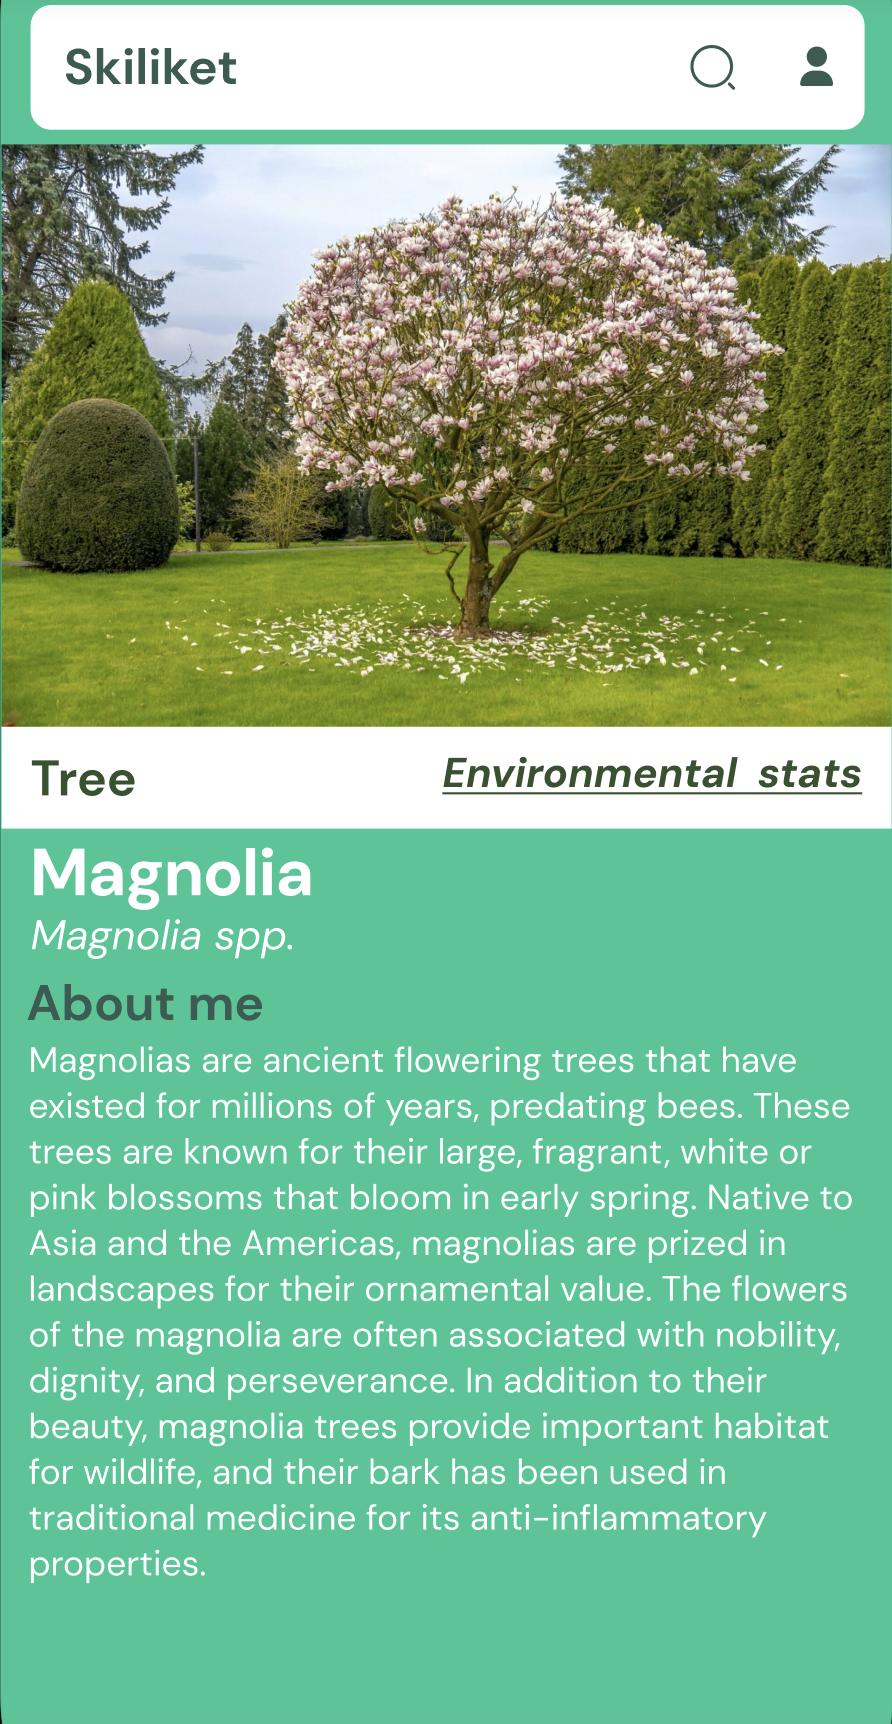 Skiliket
Tree
Environmental stats
Magnolia
Magnolia spp.
About me
Magnolias are ancient flowering trees that have
existed for millions of years, predating bees. These
trees are known for their large, fragrant, white or
pink blossoms that bloom in early spring. Native to
Asia and the Americas, magnolias are prized in
landscapes for their ornamental value. The flowers
of the magnolia are often associated with nobility,
dignity, and perseverance. In addition to their
beauty, magnolia trees provide important habitat
for wildlife, and their bark has been used in
traditional medicine for its anti-inflammatory
properties.